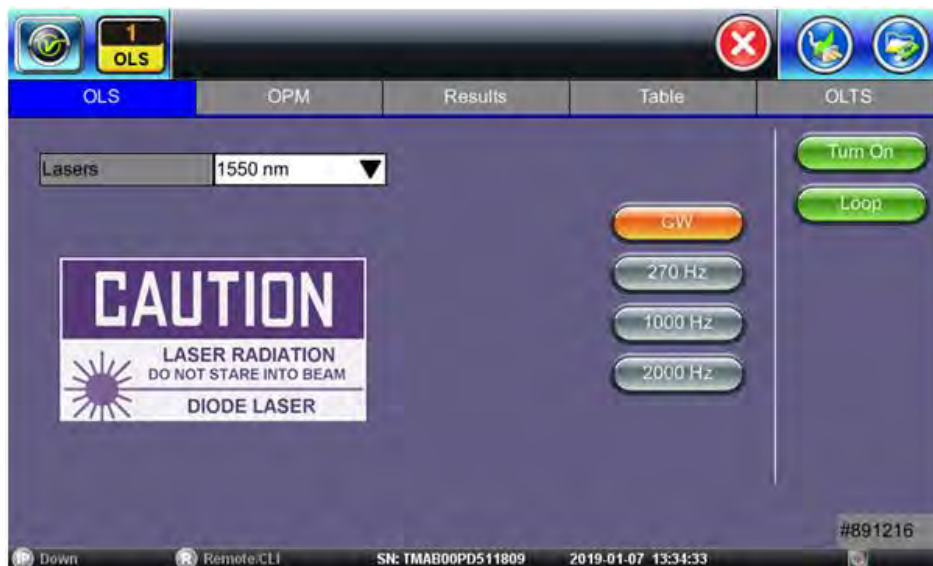 1
OLS
OLS OPM Results Table OLTS
Lasers 1550 nm
Turn On
Loop
CW
270 Hz
1000 Hz
2000 Hz
CAUTION
LASER RADIATION
DO NOT STARE INTO BEAM
DIODE LASER
#891216
IP Down R Remote/CLI SN: TMAB00PD511809 2019-01-07 13:34:33